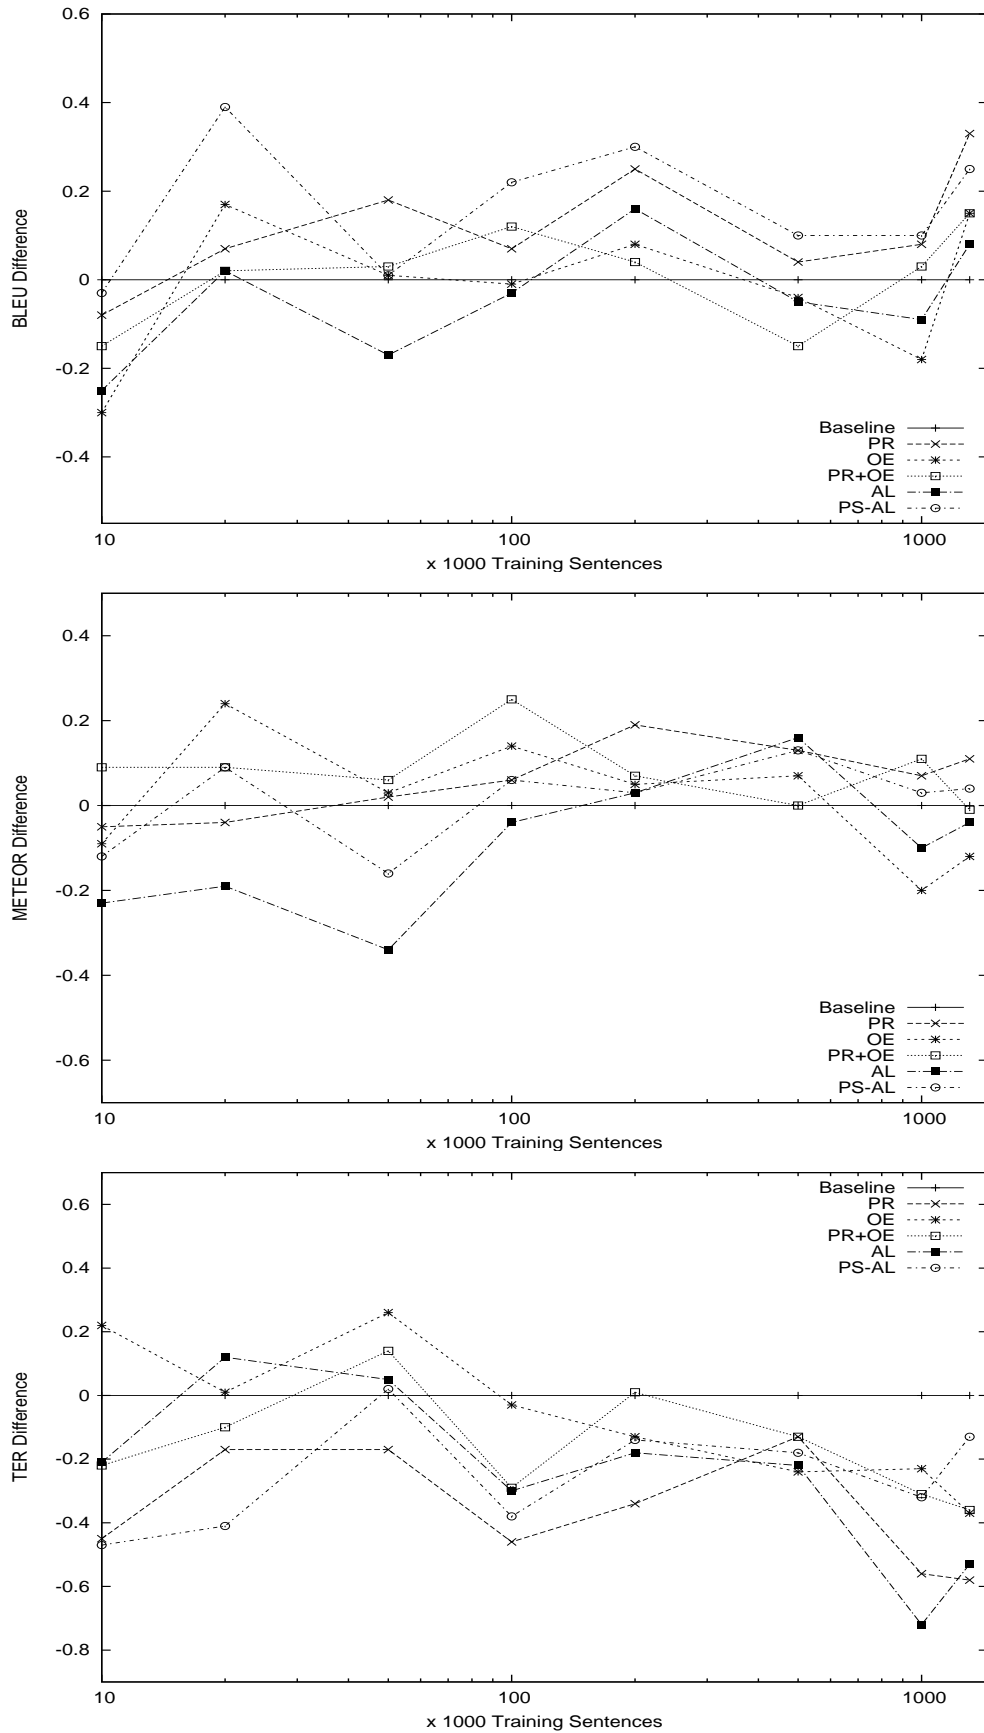 0.6
0.4
0.2
0
-0.2
-0.4
BLEU Difference
Baseline
PR
OE
PR+OE
AL
PS-AL
10 100 1000
x 1000 Training Sentences
0.4
0.2
0
-0.2
-0.4
-0.6
METEOR Difference
Baseline
PR
OE
PR+OE
AL
PS-AL
10 100 1000
x 1000 Training Sentences
0.6
0.4
0.2
0
-0.2
-0.4
-0.6
-0.8
TER Difference
Baseline
PR
OE
PR+OE
AL
PS-AL
10 100 1000
x 1000 Training Sentences